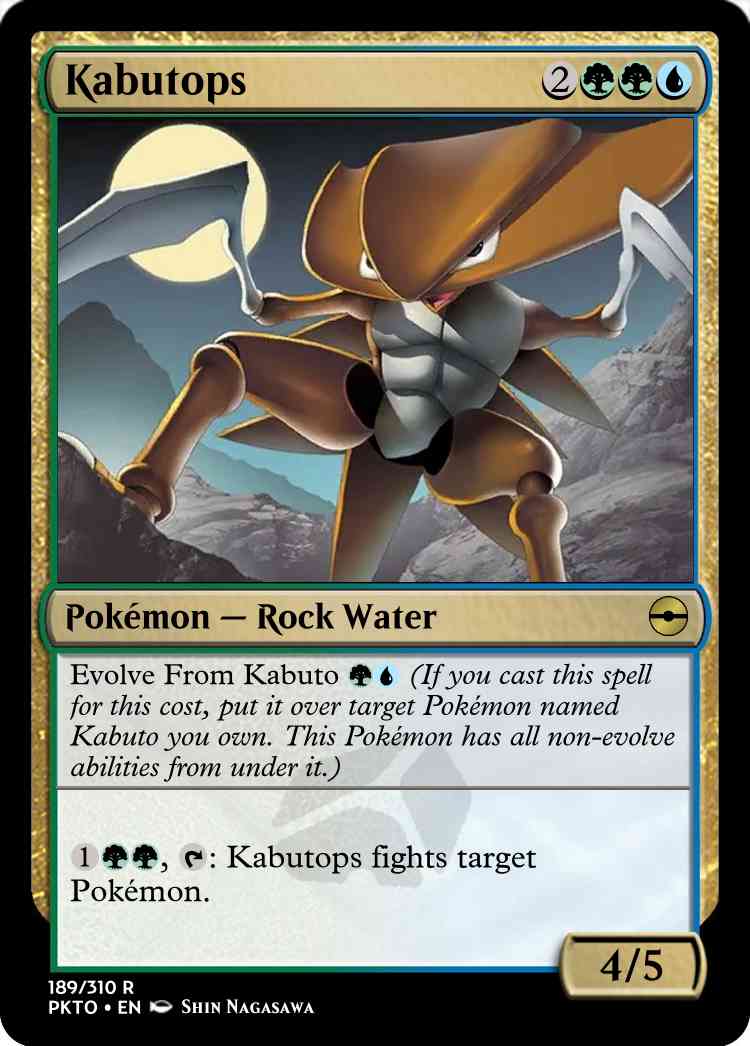 Kabutops 2
Pokémon — Rock Water
Evolve From Kabuto (If you cast this spell
for this cost, put it over target Pokémon named
Kabuto you own. This Pokémon has all non-evolve
abilities from under it.)
1 , : Kabutops fights target
Pokémon.
4/5
189/310 R
PKTO • EN Shin Nagasawa